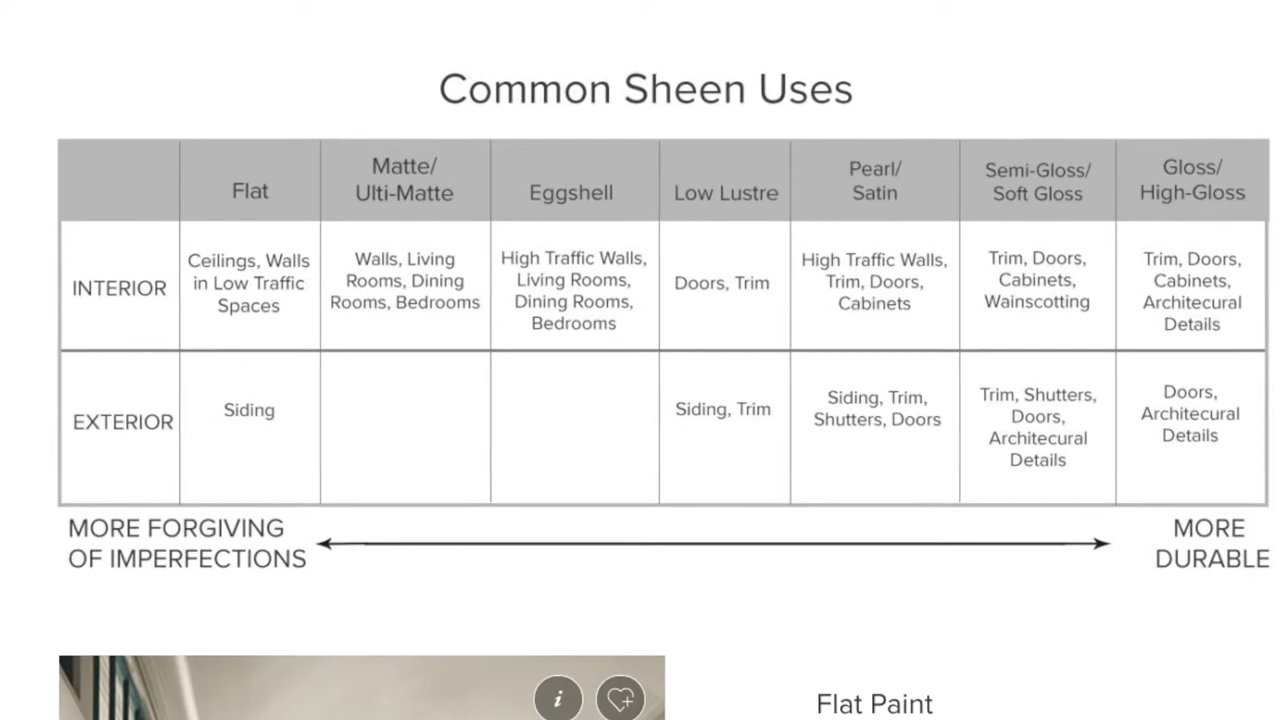 Common Sheen Uses
Flat
Matte/
Ulti-Matte
Eggshell
Low Lustre
Pearl/
Satin
Semi-Gloss/
Soft Gloss
Gloss/
High-Gloss
INTERIOR
Ceilings, Walls
in Low Traffic
Spaces
Walls, Living
Rooms, Dining
Rooms, Bedrooms
High Traffic Walls,
Living Rooms,
Dining Rooms,
Bedrooms
Doors, Trim
High Traffic Walls,
Trim, Doors,
Cabinets
Trim, Doors,
Cabinets,
Wainscotting
Trim, Doors,
Cabinets,
Architecural
Details
EXTERIOR
Siding
Siding, Trim
Siding, Trim,
Shutters, Doors
Trim, Shutters,
Doors,
Architecural
Details
Doors,
Architecural
Details
MORE FORGIVING
OF IMPERFECTIONS
MORE
DURABLE
i
Flat Paint